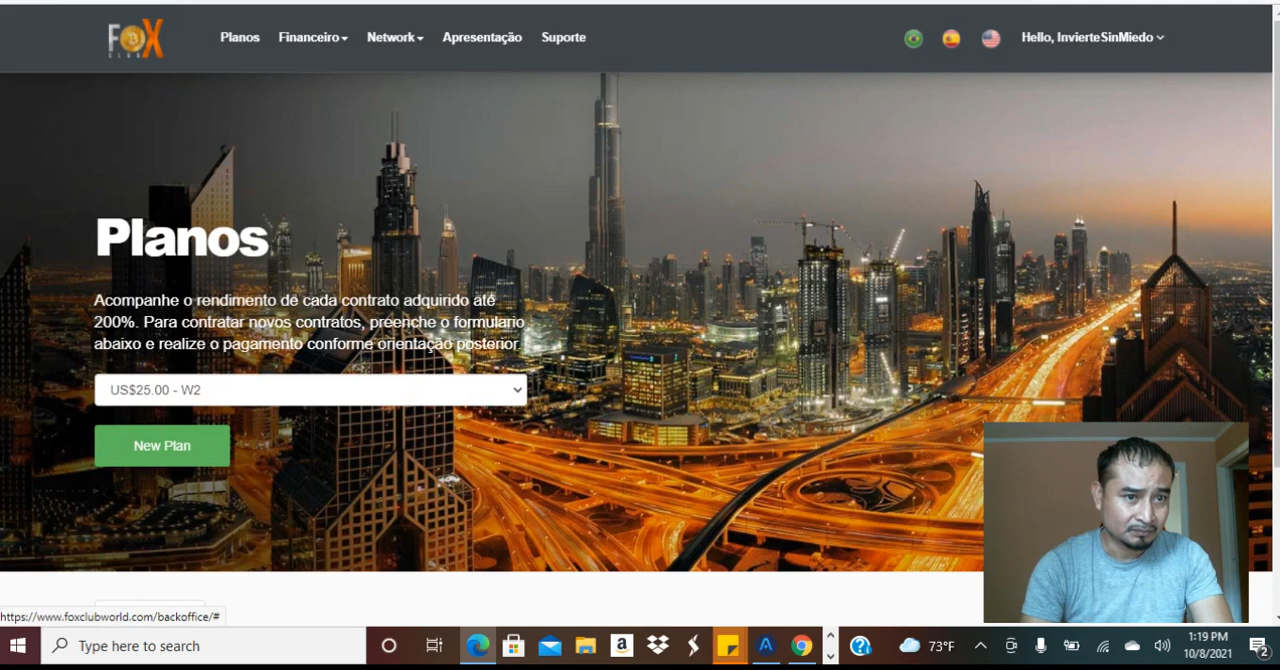 FOX
CLUB
Planos
Financeiro
Network
Apresentação
Suporte
Hello, InvierteSinMiedo
Planos
Acompanhe o rendimento de cada contrato adquirido até
200%. Para contratar novos contratos, preenche o formulario
abaixo e realize o pagamento conforme orientação posterior.
US$25.00 - W2
New Plan
https://www.foxclubworld.com/backoffice/#
Type here to search
73°F
1:19 PM
10/8/2021
2